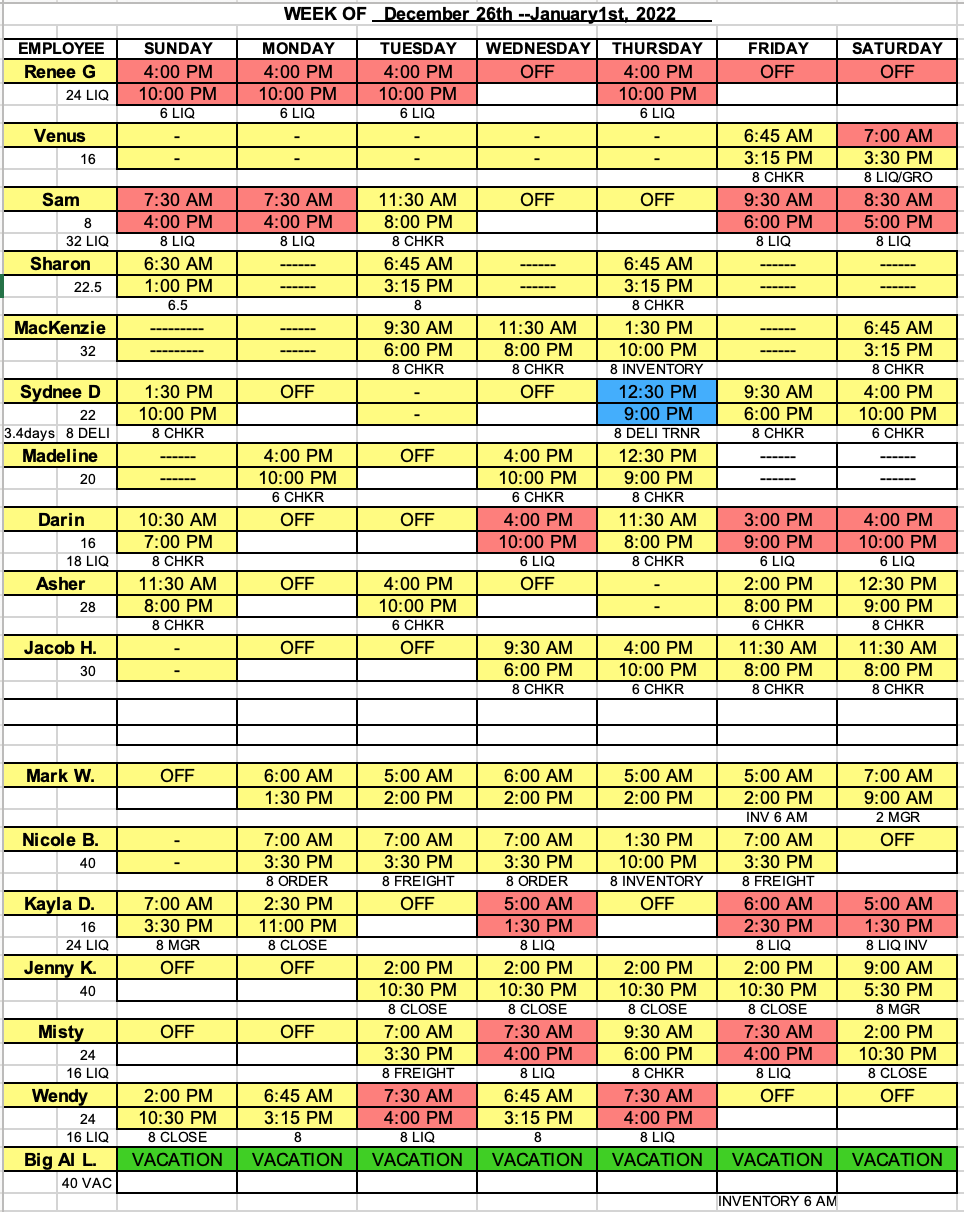 WEEK OF December 26th --January1st, 2022
EMPLOYEE SUNDAY MONDAY TUESDAY WEDNESDAY THURSDAY FRIDAY SATURDAY
Renee G 4:00 PM 4:00 PM 4:00 PM OFF 4:00 PM OFF OFF
24 LIQ 10:00 PM 10:00 PM 10:00 PM 10:00 PM
6 LIQ 6 LIQ 6 LIQ 6 LIQ
Venus - - - - - 6:45 AM 7:00 AM
16 - - - - - 3:15 PM 3:30 PM
8 CHKR 8 LIQ/GRO
Sam 7:30 AM 7:30 AM 11:30 AM OFF OFF 9:30 AM 8:30 AM
8 4:00 PM 4:00 PM 8:00 PM 6:00 PM 5:00 PM
32 LIQ 8 LIQ 8 LIQ 8 CHKR 8 LIQ 8 LIQ
Sharon 6:30 AM ------ 6:45 AM ------ 6:45 AM ------ ------
22.5 1:00 PM ------ 3:15 PM ------ 3:15 PM ------ ------
6.5 8 8 CHKR
MacKenzie --------- ------ 9:30 AM 11:30 AM 1:30 PM ------ 6:45 AM
32 --------- ------ 6:00 PM 8:00 PM 10:00 PM ------ 3:15 PM
8 CHKR 8 CHKR 8 INVENTORY 8 CHKR
Sydnee D 1:30 PM OFF - OFF 12:30 PM 9:30 AM 4:00 PM
22 10:00 PM - 9:00 PM 6:00 PM 10:00 PM
3.4days 8 DELI 8 CHKR 8 DELI TRNR 8 CHKR 6 CHKR
Madeline ------ 4:00 PM OFF 4:00 PM 12:30 PM ------ ------
20 ------ 10:00 PM 10:00 PM 9:00 PM ------ ------
6 CHKR 6 CHKR 8 CHKR
Darin 10:30 AM OFF OFF 4:00 PM 11:30 AM 3:00 PM 4:00 PM
16 7:00 PM 10:00 PM 8:00 PM 9:00 PM 10:00 PM
18 LIQ 8 CHKR 6 LIQ 8 CHKR 6 LIQ 6 LIQ
Asher 11:30 AM OFF 4:00 PM OFF - 2:00 PM 12:30 PM
28 8:00 PM 10:00 PM - 8:00 PM 9:00 PM
8 CHKR 6 CHKR 6 CHKR 8 CHKR
Jacob H. - OFF OFF 9:30 AM 4:00 PM 11:30 AM 11:30 AM
30 - 6:00 PM 10:00 PM 8:00 PM 8:00 PM
8 CHKR 6 CHKR 8 CHKR 8 CHKR
Mark W. OFF 6:00 AM 5:00 AM 6:00 AM 5:00 AM 5:00 AM 7:00 AM
1:30 PM 2:00 PM 2:00 PM 2:00 PM 2:00 PM 9:00 AM
INV 6 AM 2 MGR
Nicole B. - 7:00 AM 7:00 AM 7:00 AM 1:30 PM 7:00 AM OFF
40 - 3:30 PM 3:30 PM 3:30 PM 10:00 PM 3:30 PM
8 ORDER 8 FREIGHT 8 ORDER 8 INVENTORY 8 FREIGHT
Kayla D. 7:00 AM 2:30 PM OFF 5:00 AM OFF 6:00 AM 5:00 AM
16 3:30 PM 11:00 PM 1:30 PM 2:30 PM 1:30 PM
24 LIQ 8 MGR 8 CLOSE 8 LIQ 8 LIQ 8 LIQ INV
Jenny K. OFF OFF 2:00 PM 2:00 PM 2:00 PM 2:00 PM 9:00 AM
40 10:30 PM 10:30 PM 10:30 PM 10:30 PM 5:30 PM
8 CLOSE 8 CLOSE 8 CLOSE 8 CLOSE 8 MGR
Misty OFF OFF 7:00 AM 7:30 AM 9:30 AM 7:30 AM 2:00 PM
24 3:30 PM 4:00 PM 6:00 PM 4:00 PM 10:30 PM
16 LIQ 8 FREIGHT 8 LIQ 8 CHKR 8 LIQ 8 CLOSE
Wendy 2:00 PM 6:45 AM 7:30 AM 6:45 AM 7:30 AM OFF OFF
24 10:30 PM 3:15 PM 4:00 PM 3:15 PM 4:00 PM
16 LIQ 8 CLOSE 8 8 LIQ 8 8 LIQ
Big Al L. VACATION VACATION VACATION VACATION VACATION VACATION VACATION
40 VAC
INVENTORY 6 AM